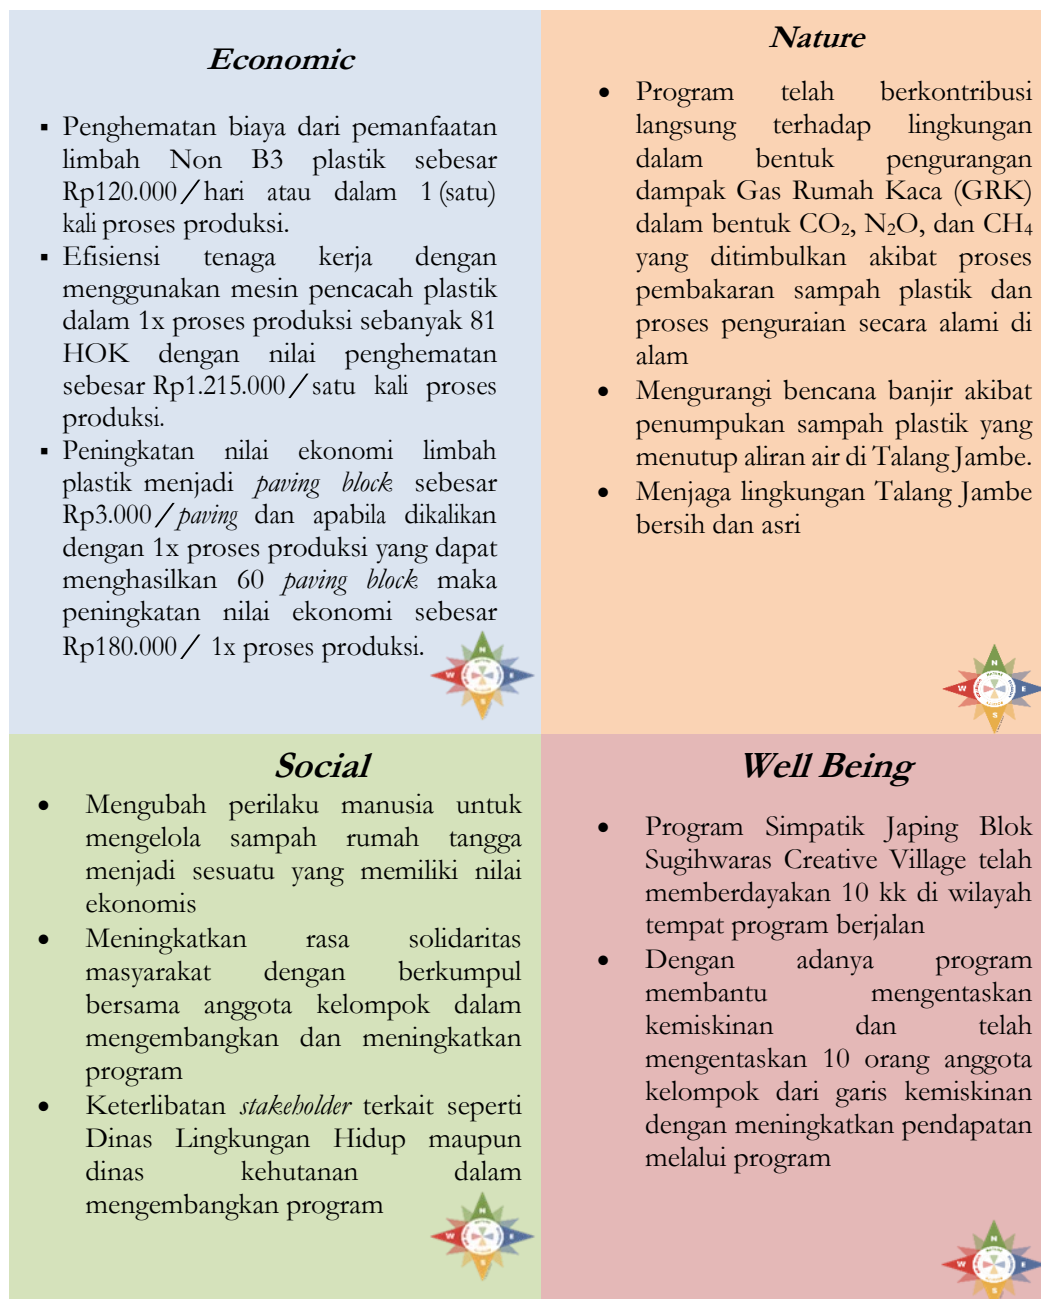 Economic
▪ Penghematan biaya dari pemanfaatan
limbah Non B3 plastik sebesar
Rp120.000/hari atau dalam 1 (satu)
kali proses produksi.
▪ Efisiensi tenaga kerja dengan
menggunakan mesin pencacah plastik
dalam 1x proses produksi sebanyak 81
HOK dengan nilai penghematan
sebesar Rp1.215.000/satu kali proses
produksi.
▪ Peningkatan nilai ekonomi limbah
plastik menjadi paving block sebesar
Rp3.000/paving dan apabila dikalikan
dengan 1x proses produksi yang dapat
menghasilkan 60 paving block maka
peningkatan nilai ekonomi sebesar
Rp180.000/ 1x proses produksi.
N
W E
S
Nature
• Program telah berkontribusi
langsung terhadap lingkungan
dalam bentuk pengurangan
dampak Gas Rumah Kaca (GRK)
dalam bentuk CO₂, N₂O, dan CH₄
yang ditimbulkan akibat proses
pembakaran sampah plastik dan
proses penguraian secara alami di
alam
• Mengurangi bencana banjir akibat
penumpukan sampah plastik yang
menutup aliran air di Talang Jambe.
• Menjaga lingkungan Talang Jambe
bersih dan asri
N
W E
S
Social
• Mengubah perilaku manusia untuk
mengelola sampah rumah tangga
menjadi sesuatu yang memiliki nilai
ekonomis
• Meningkatkan rasa solidaritas
masyarakat dengan berkumpul
bersama anggota kelompok dalam
mengembangkan dan meningkatkan
program
• Keterlibatan stakeholder terkait seperti
Dinas Lingkungan Hidup maupun
dinas kehutanan dalam
mengembangkan program
N
W E
S
Well Being
• Program Simpatik Japing Blok
Sugihwaras Creative Village telah
memberdayakan 10 kk di wilayah
tempat program berjalan
• Dengan adanya program
membantu mengentaskan
kemiskinan dan telah
mengentaskan 10 orang anggota
kelompok dari garis kemiskinan
dengan meningkatkan pendapatan
melalui program
N
W E
S